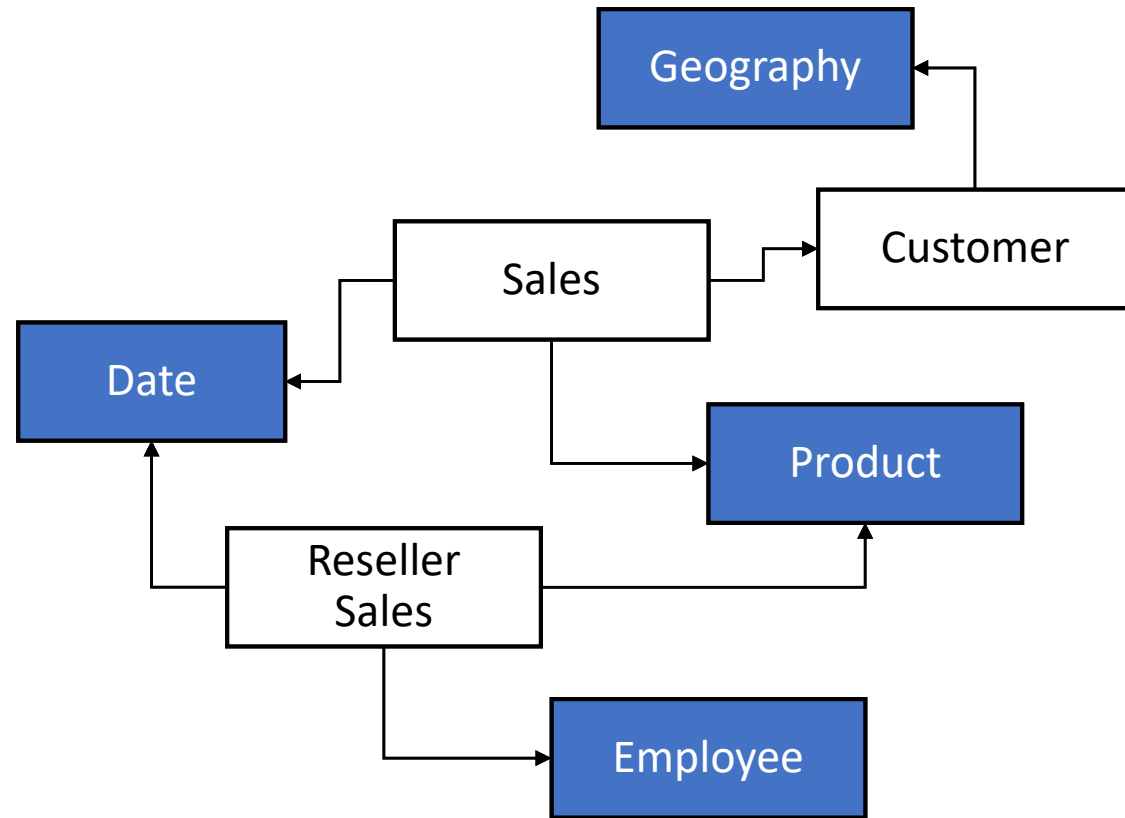 Geography
Customer
Sales
Date
Product
Reseller
Sales
Employee